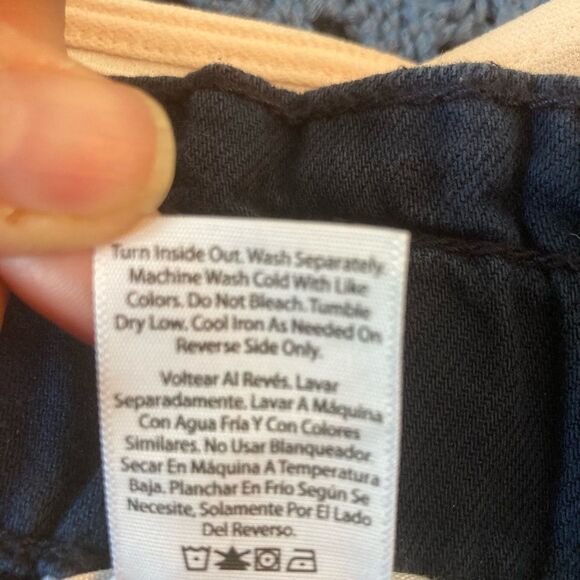 Turn Inside Out. Wash Separately.
Machine Wash Cold With Like
Colors. Do Not Bleach. Tumble
Dry Low. Cool Iron As Needed On
Reverse Side Only.
Voltear Al Revés. Lavar
Separadamente. Lavar A Máquina
Con Agua Fría Y Con Colores
Similares. No Usar Blanqueador.
Secar En Máquina A Temperatura
Baja. Planchar En Frío Según Se
Necesite, Solamente Por El Lado
Del Reverso.